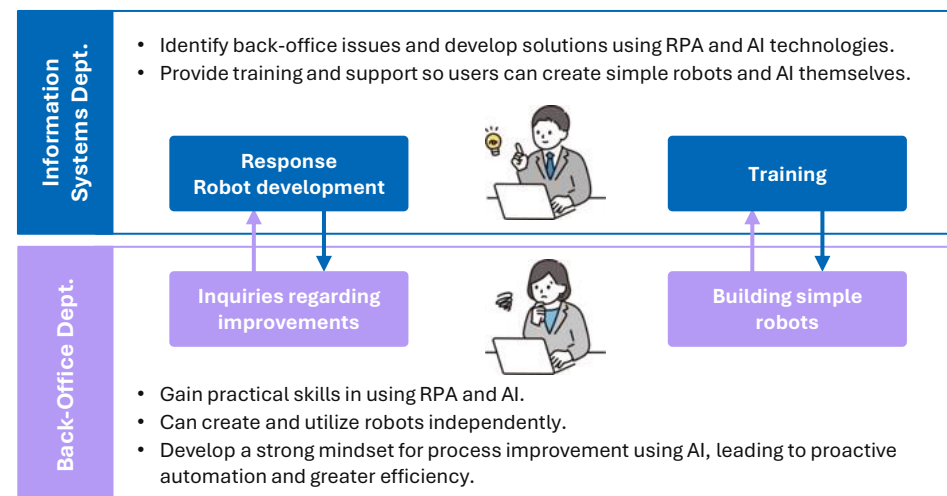 Information
Systems Dept.
• Identify back-office issues and develop solutions using RPA and AI technologies.
• Provide training and support so users can create simple robots and AI themselves.
Response
Robot development
Training
Back-Office Dept.
Inquiries regarding
improvements
Building simple
robots
• Gain practical skills in using RPA and AI.
• Can create and utilize robots independently.
• Develop a strong mindset for process improvement using AI, leading to proactive
automation and greater efficiency.